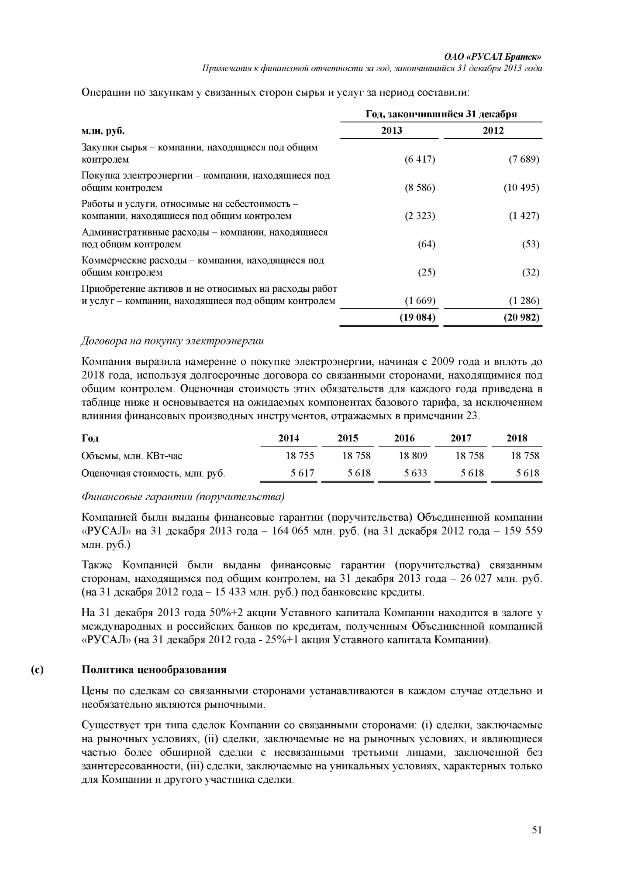 ОАО «РУСАЛ Братск»
Примечания к финансовой отчетности за год, закончившийся 31 декабря 2013 года
Операции по закупкам у связанных сторон сырья и услуг за период составили:
Год, закончившийся 31 декабря
млн. руб. 2013 2012
Закупки сырья – компании, находящиеся под общим
контролем (6 417) (7 689)
Покупка электроэнергии – компании, находящиеся под
общим контролем (8 586) (10 495)
Работы и услуги, относимые на себестоимость –
компании, находящиеся под общим контролем (2 323) (1 427)
Административные расходы – компании, находящиеся
под общим контролем (64) (53)
Коммерческие расходы – компании, находящиеся под
общим контролем (25) (32)
Приобретение активов и не относимых на расходы работ
и услуг – компании, находящиеся под общим контролем (1 669) (1 286)
(19 084) (20 982)
Договора на покупку электроэнергии
Компания выразила намерение о покупке электроэнергии, начиная с 2009 года и вплоть до
2018 года, используя долгосрочные договора со связанными сторонами, находящимися под
общим контролем. Оценочная стоимость этих обязательств для каждого года приведена в
таблице ниже и основывается на ожидаемых компонентах базового тарифа, за исключением
влияния финансовых производных инструментов, отражаемых в примечании 23.
Год 2014 2015 2016 2017 2018
Объемы, млн. КВт-час 18 755 18 758 18 809 18 758 18 758
Оценочная стоимость, млн. руб. 5 617 5 618 5 633 5 618 5 618
Финансовые гарантии (поручительства)
Компанией были выданы финансовые гарантии (поручительства) Объединенной компании
«РУСАЛ» на 31 декабря 2013 года – 164 065 млн. руб. (на 31 декабря 2012 года – 159 559
млн. руб.)
Также Компанией были выданы финансовые гарантии (поручительства) связанным
сторонам, находящимся под общим контролем, на 31 декабря 2013 года – 26 027 млн. руб.
(на 31 декабря 2012 года – 15 433 млн. руб.) под банковские кредиты.
На 31 декабря 2013 года 50%+2 акции Уставного капитала Компании находится в залоге у
международных и российских банков по кредитам, полученным Объединенной компанией
«РУСАЛ» (на 31 декабря 2012 года - 25%+1 акция Уставного капитала Компании).
(c) Политика ценообразования
Цены по сделкам со связанными сторонами устанавливаются в каждом случае отдельно и
необязательно являются рыночными.
Существует три типа сделок Компании со связанными сторонами: (i) сделки, заключаемые
на рыночных условиях, (ii) сделки, заключаемые не на рыночных условиях, и являющиеся
частью более обширной сделки с несвязанными третьими лицами, заключенной без
заинтересованности, (iii) сделки, заключаемые на уникальных условиях, характерных только
для Компании и другого участника сделки.
51